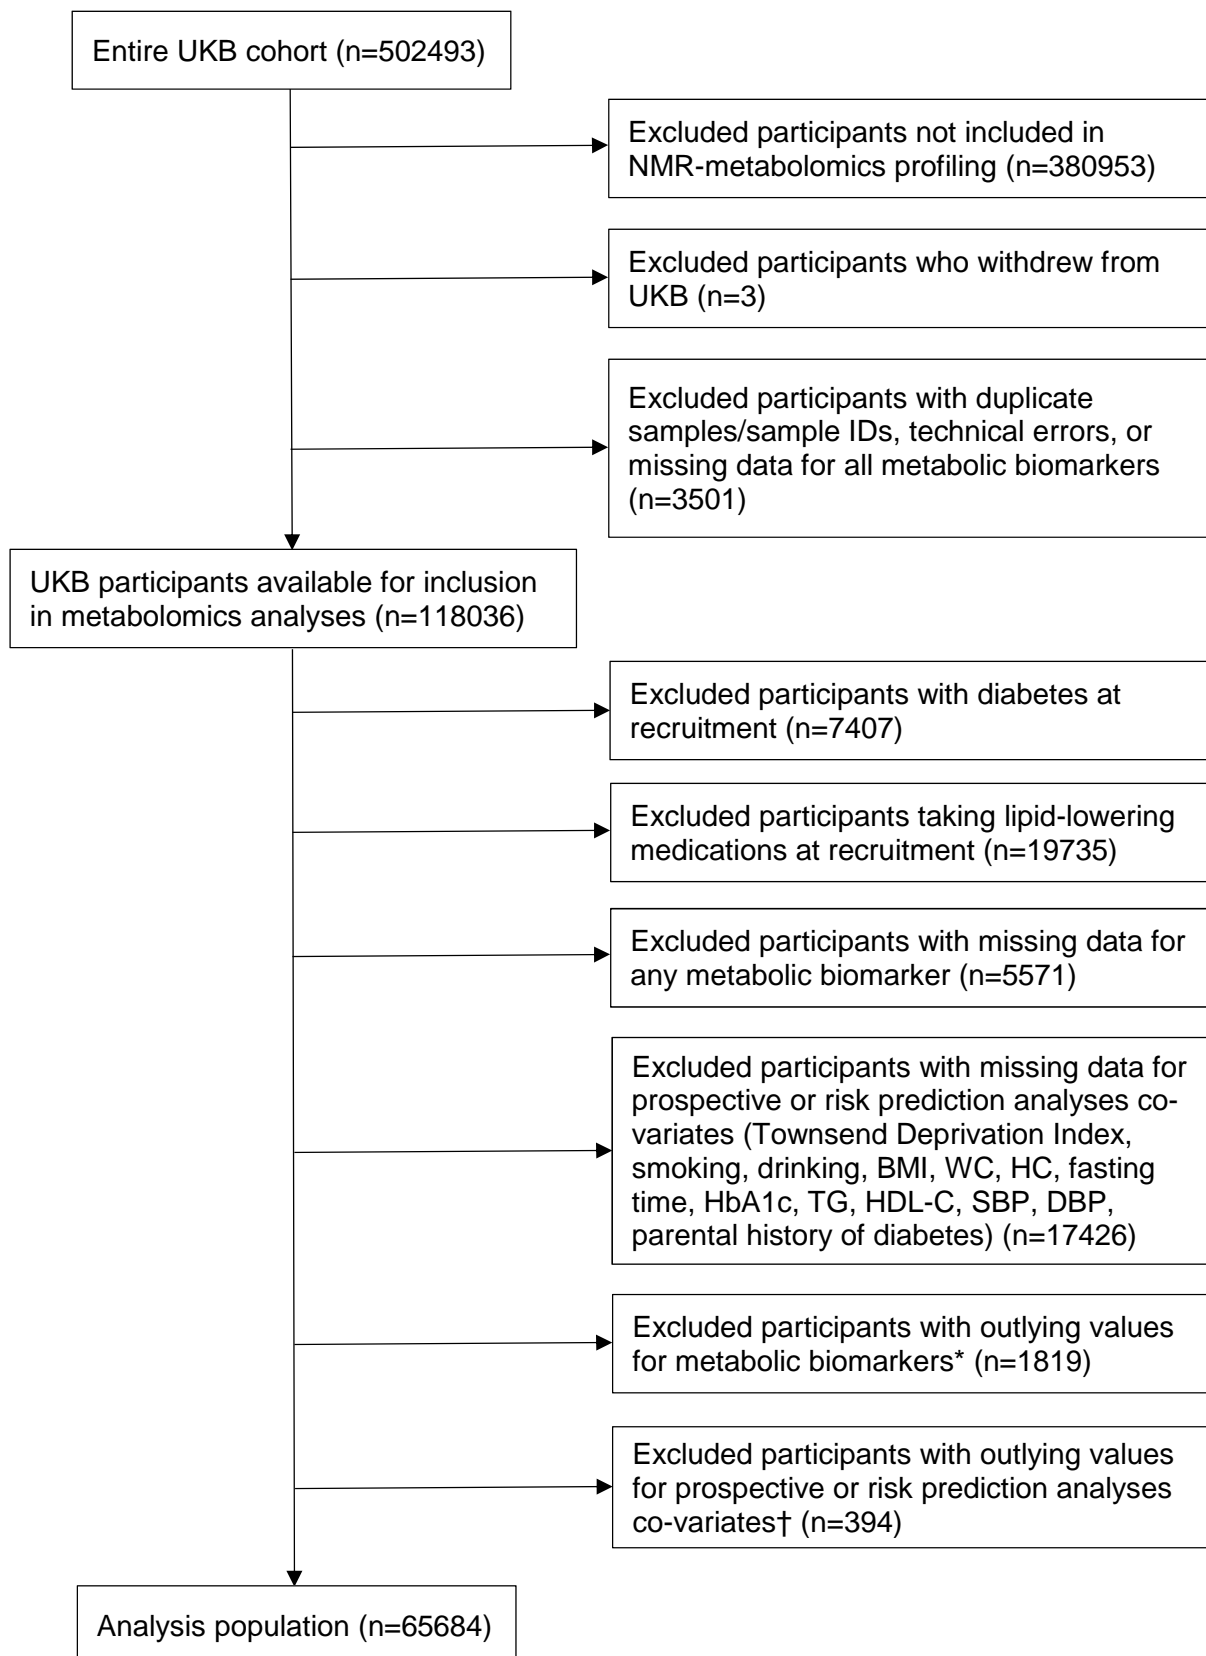 Entire UKB cohort (n=502493)
Excluded participants not included in
NMR-metabolomics profiling (n=380953)
Excluded participants who withdrew from
UKB (n=3)
Excluded participants with duplicate
samples/sample IDs, technical errors, or
missing data for all metabolic biomarkers
(n=3501)
UKB participants available for inclusion
in metabolomics analyses (n=118036)
Excluded participants with diabetes at
recruitment (n=7407)
Excluded participants taking lipid-lowering
medications at recruitment (n=19735)
Excluded participants with missing data for
any metabolic biomarker (n=5571)
Excluded participants with missing data for
prospective or risk prediction analyses co-
variates (Townsend Deprivation Index,
smoking, drinking, BMI, WC, HC, fasting
time, HbA1c, TG, HDL-C, SBP, DBP,
parental history of diabetes) (n=17426)
Excluded participants with outlying values
for metabolic biomarkers* (n=1819)
Excluded participants with outlying values
for prospective or risk prediction analyses
co-variates† (n=394)
Analysis population (n=65684)